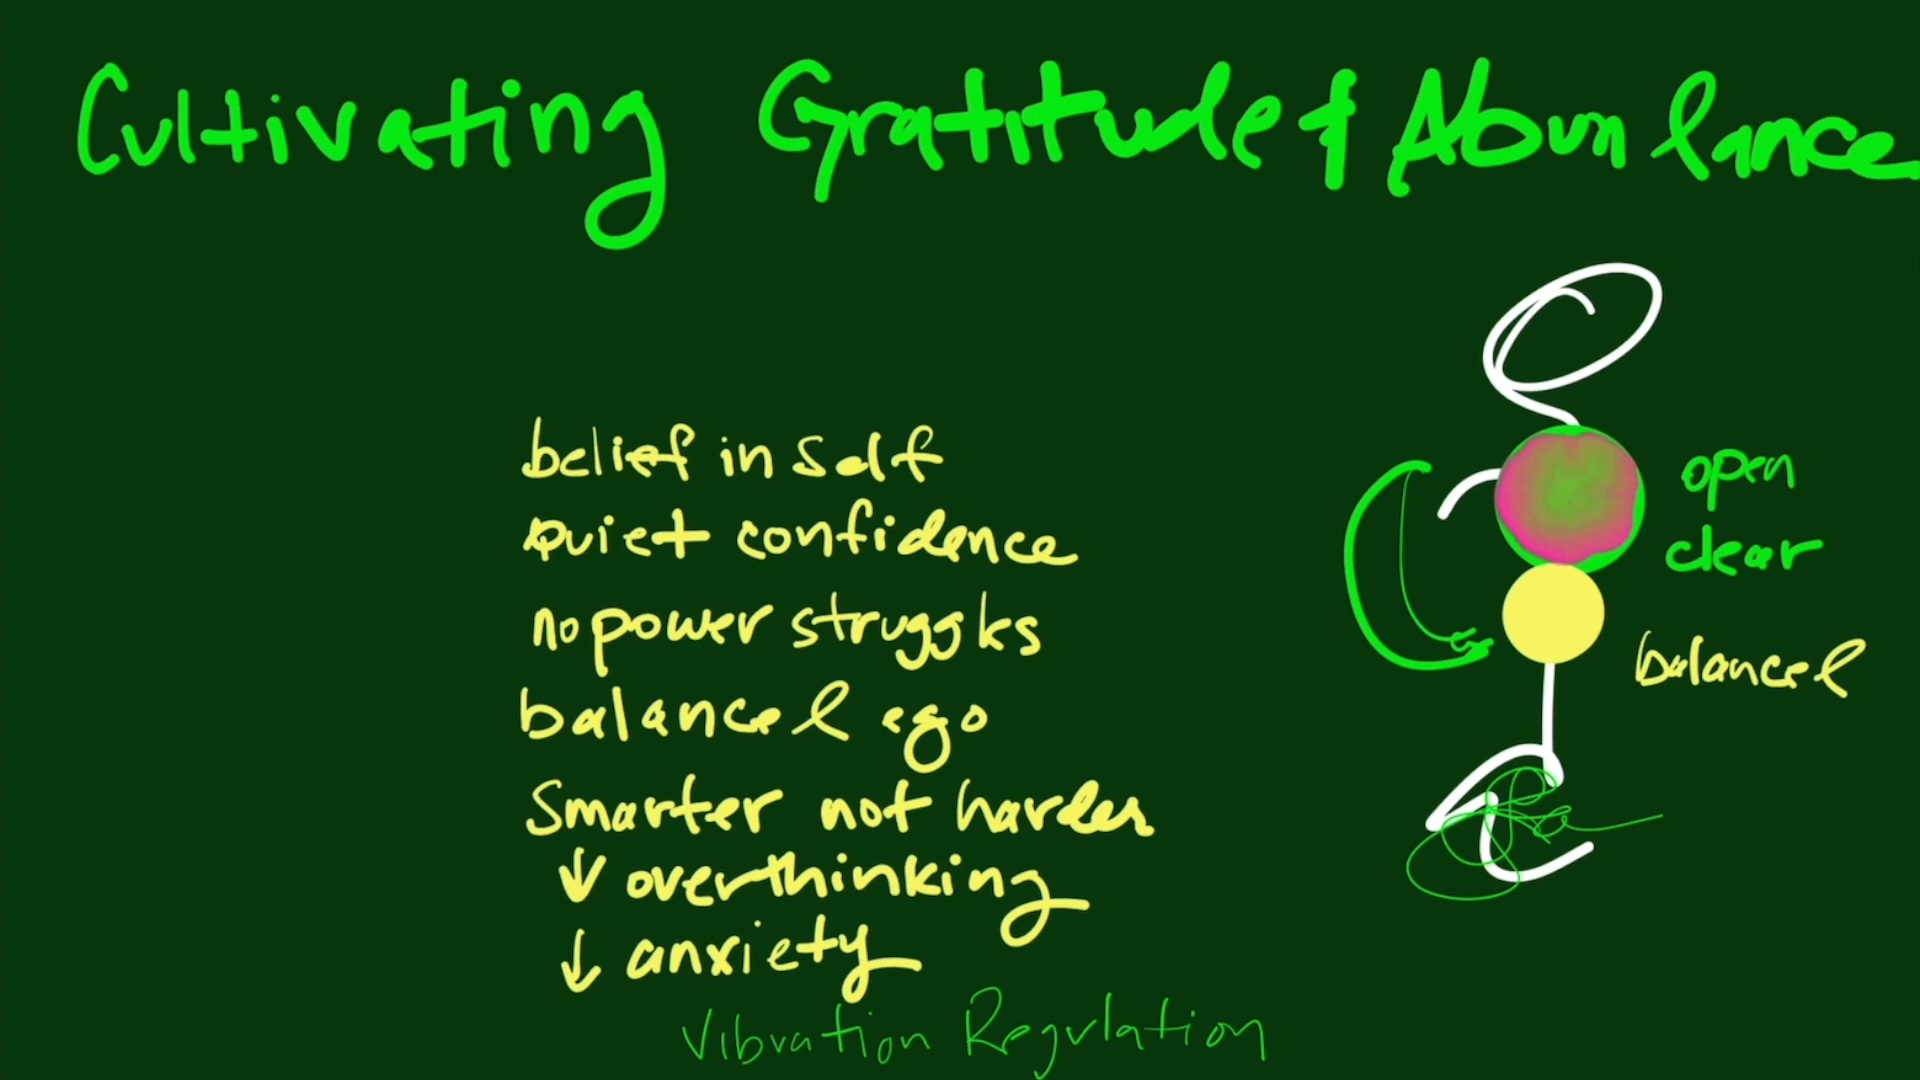 Cultivating Gratitude & Abundance
belief in self
quiet confidence
no power struggles
balanced ego
Smarter not harder
↓ overthinking
↓ anxiety
open
clear
balanced
Vibration Regulation